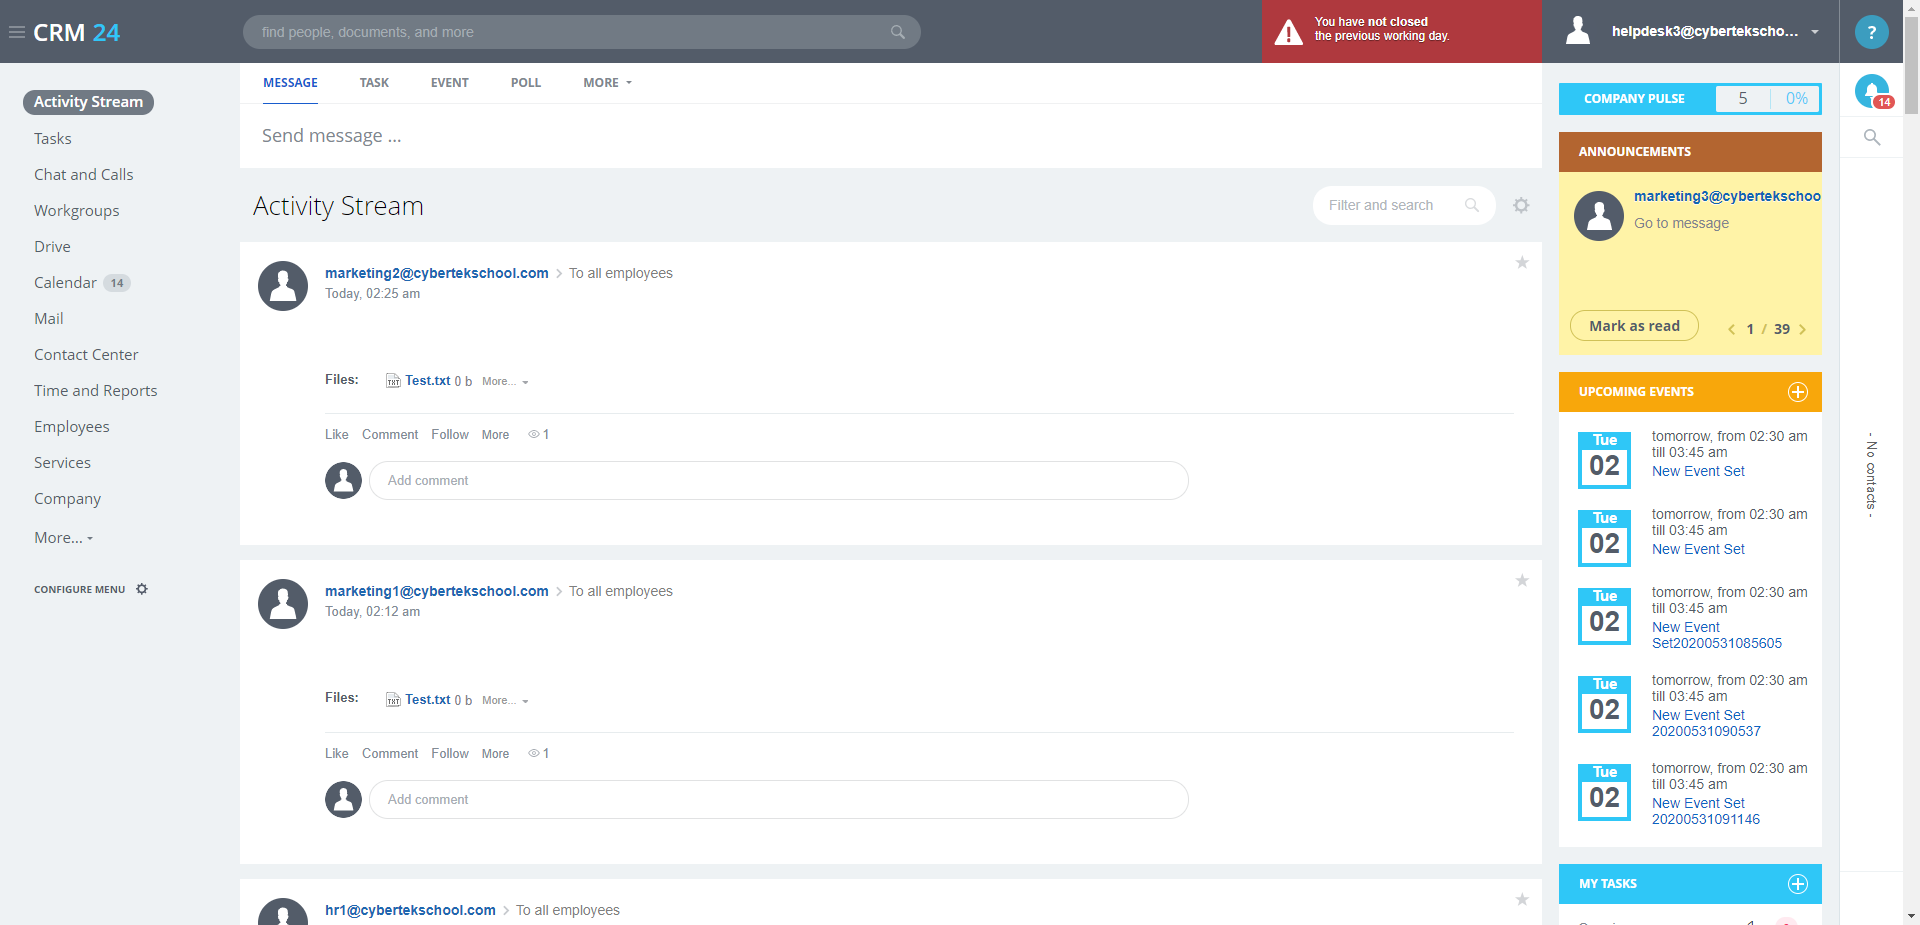 CRM 24
find people, documents, and more
You have not closed
the previous working day.
helpdesk3@cybertekscho...
?
Activity Stream
Tasks
Chat and Calls
Workgroups
Drive
Calendar 14
Mail
Contact Center
Time and Reports
Employees
Services
Company
More...
CONFIGURE MENU
MESSAGE TASK EVENT POLL MORE
Send message ...
Activity Stream
Filter and search
marketing2@cybertekschool.com > To all employees
Today, 02:25 am
Files: TXT Test.txt 0 b More...
Like Comment Follow More 1
Add comment
marketing1@cybertekschool.com > To all employees
Today, 02:12 am
Files: TXT Test.txt 0 b More...
Like Comment Follow More 1
Add comment
hr1@cybertekschool.com > To all employees
COMPANY PULSE 5 0%
ANNOUNCEMENTS
marketing3@cybertekschoo
Go to message
Mark as read
< 1 / 39 >
UPCOMING EVENTS
Tue
02
tomorrow, from 02:30 am
till 03:45 am
New Event Set
Tue
02
tomorrow, from 02:30 am
till 03:45 am
New Event Set
Tue
02
tomorrow, from 02:30 am
till 03:45 am
New Event
Set20200531085605
Tue
02
tomorrow, from 02:30 am
till 03:45 am
New Event Set
20200531090537
Tue
02
tomorrow, from 02:30 am
till 03:45 am
New Event Set
20200531091146
MY TASKS
14
- No contacts -